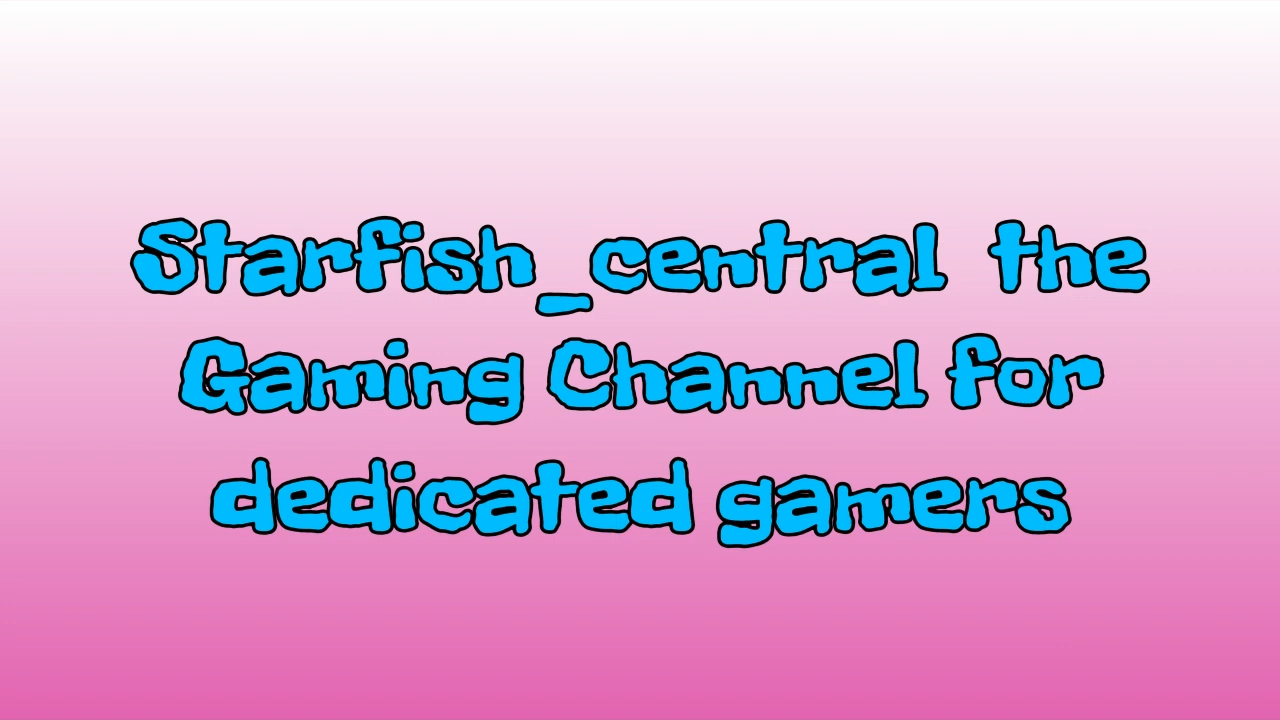 Starfish_central  the
Gaming Channel for
dedicated gamers